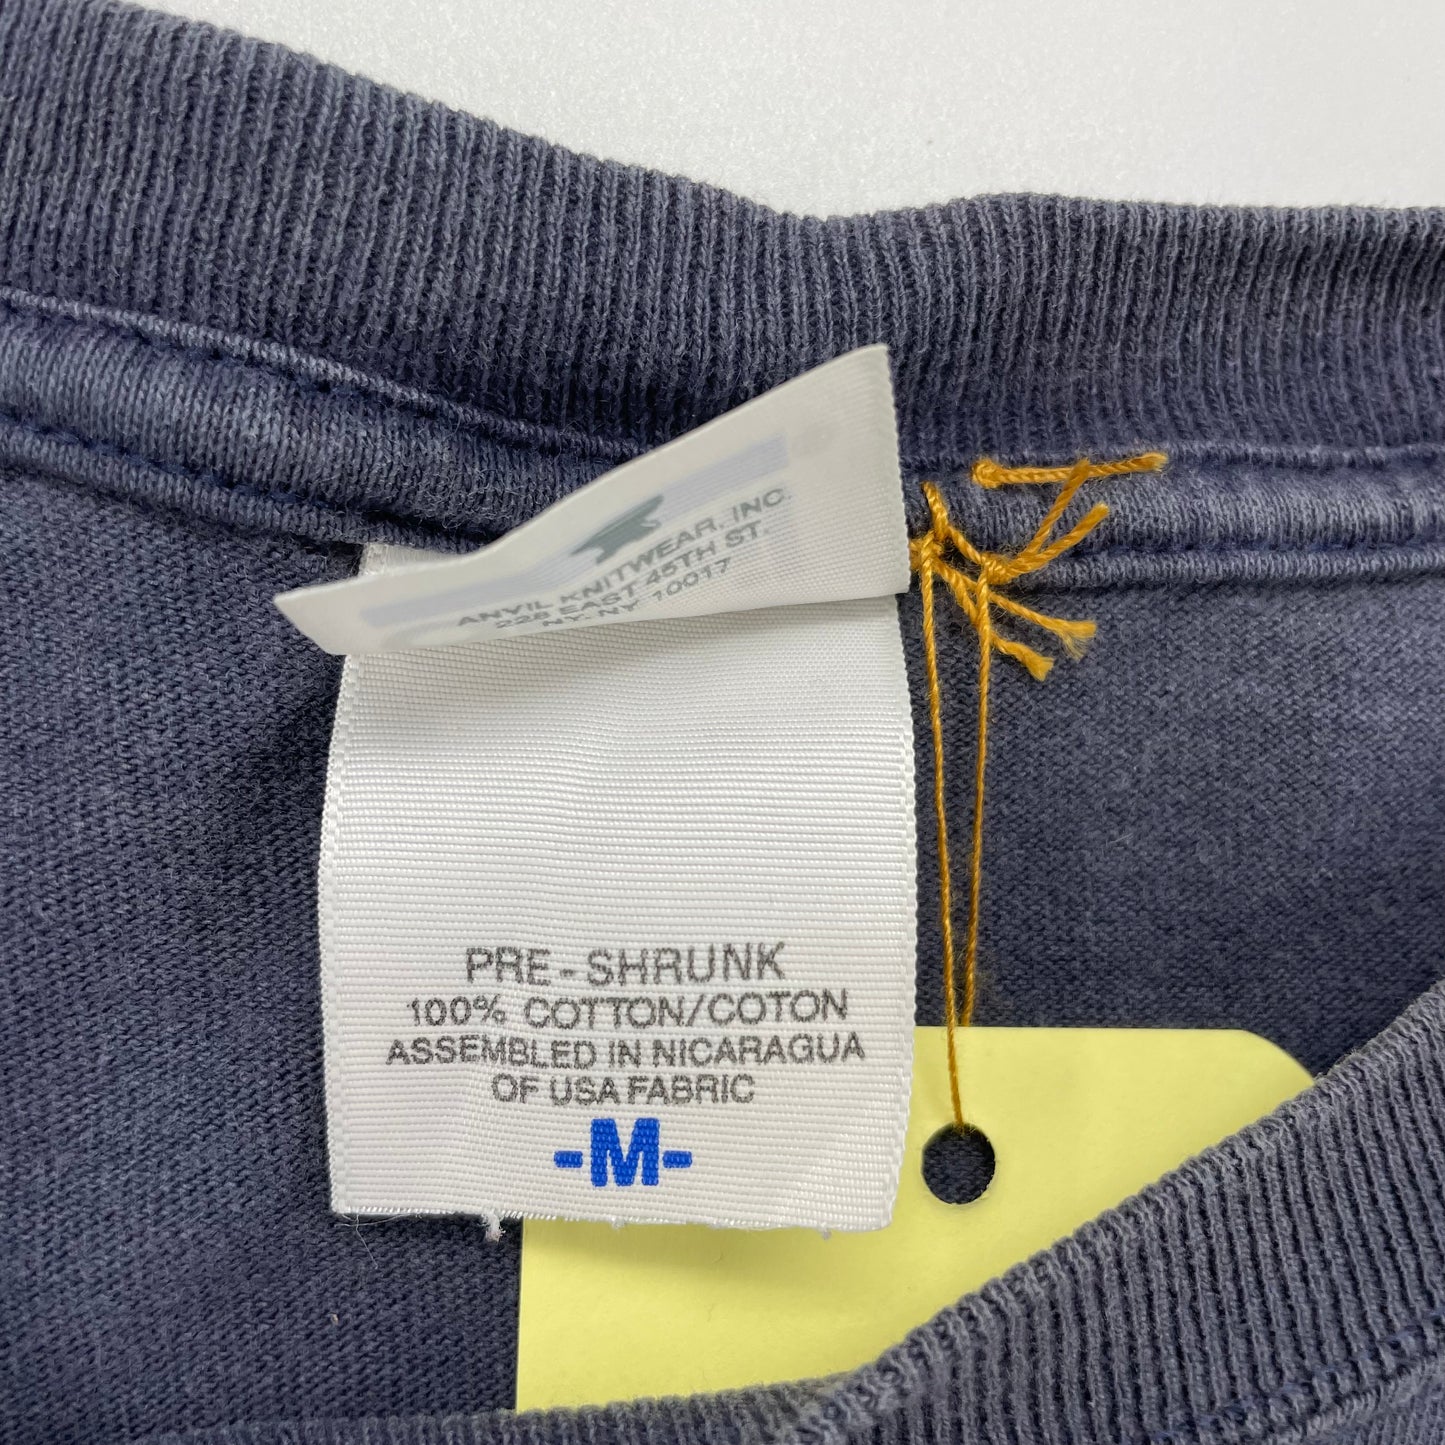 ANVIL KNITWEAR, INC.
226 EAST 45TH ST.
NY. NY 10017
PRE-SHRUNK
100% COTTON/COTON
ASSEMBLED IN NICARAGUA
OF USA FABRIC
-M-